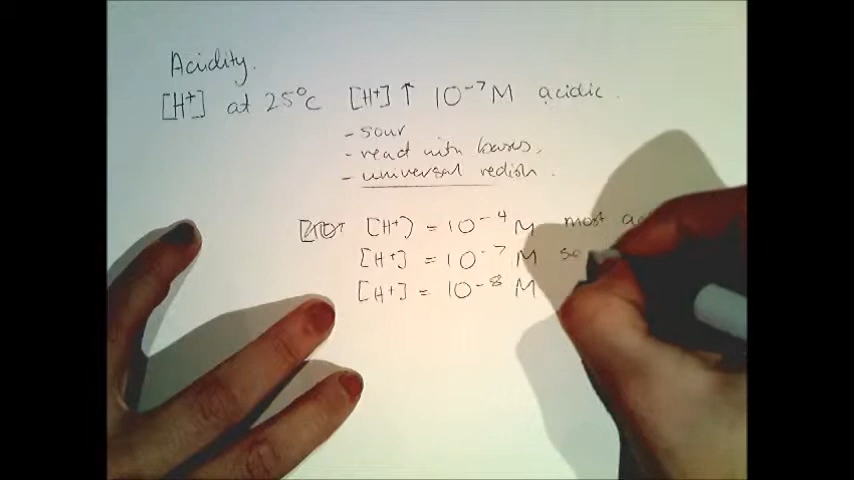 Acidity.
[H+] at 25°C [H+] ↑ 10⁻⁷ M acidic.
- sour
- react with bases,
- universal redish.
[H+] = 10⁻⁴ M most
[H+] = 10⁻⁷ M so
[H+] = 10⁻⁸ M